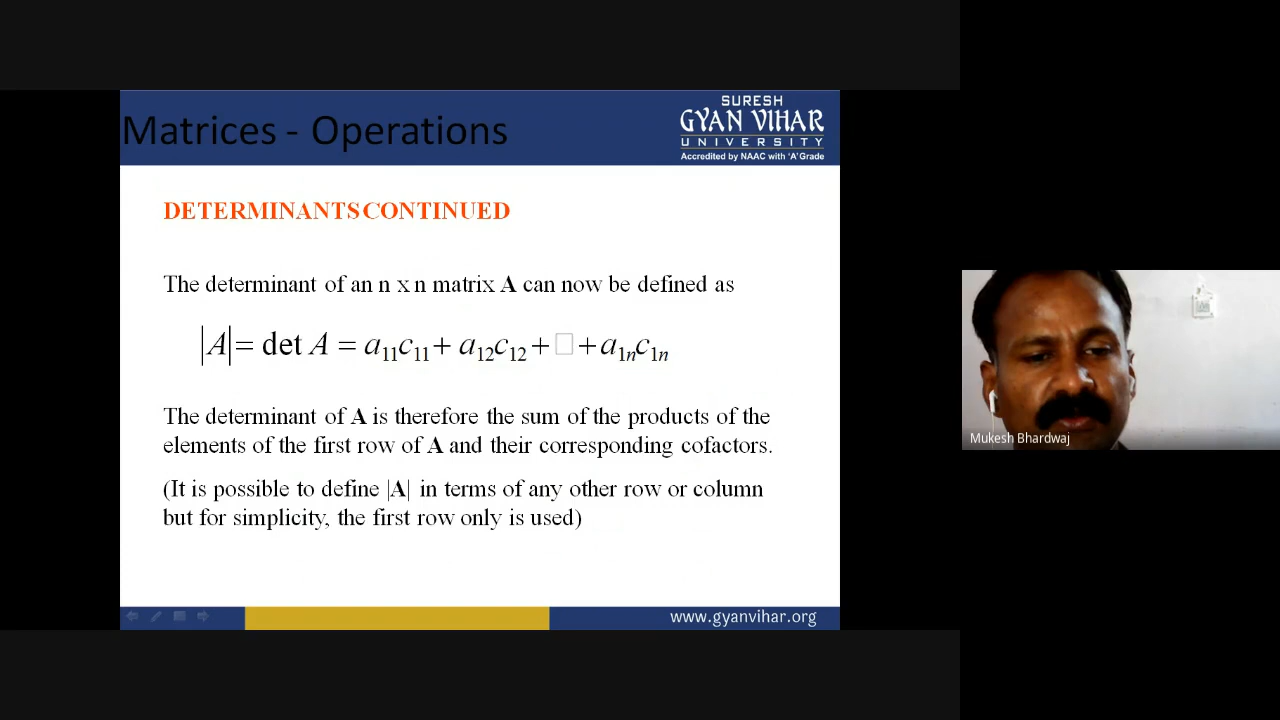 Matrices - Operations
SURESH
GYAN VIHAR
UNIVERSITY
Accredited by NAAC with 'A' Grade
DETERMINANTS CONTINUED
The determinant of an n x n matrix A can now be defined as
|A| = det A = a₁₁c₁₁ + a₁₂c₁₂ + □ + a₁ₙc₁ₙ
The determinant of A is therefore the sum of the products of the
elements of the first row of A and their corresponding cofactors.
(It is possible to define |A| in terms of any other row or column
but for simplicity, the first row only is used)
www.gyanvihar.org
Mukesh Bhardwaj